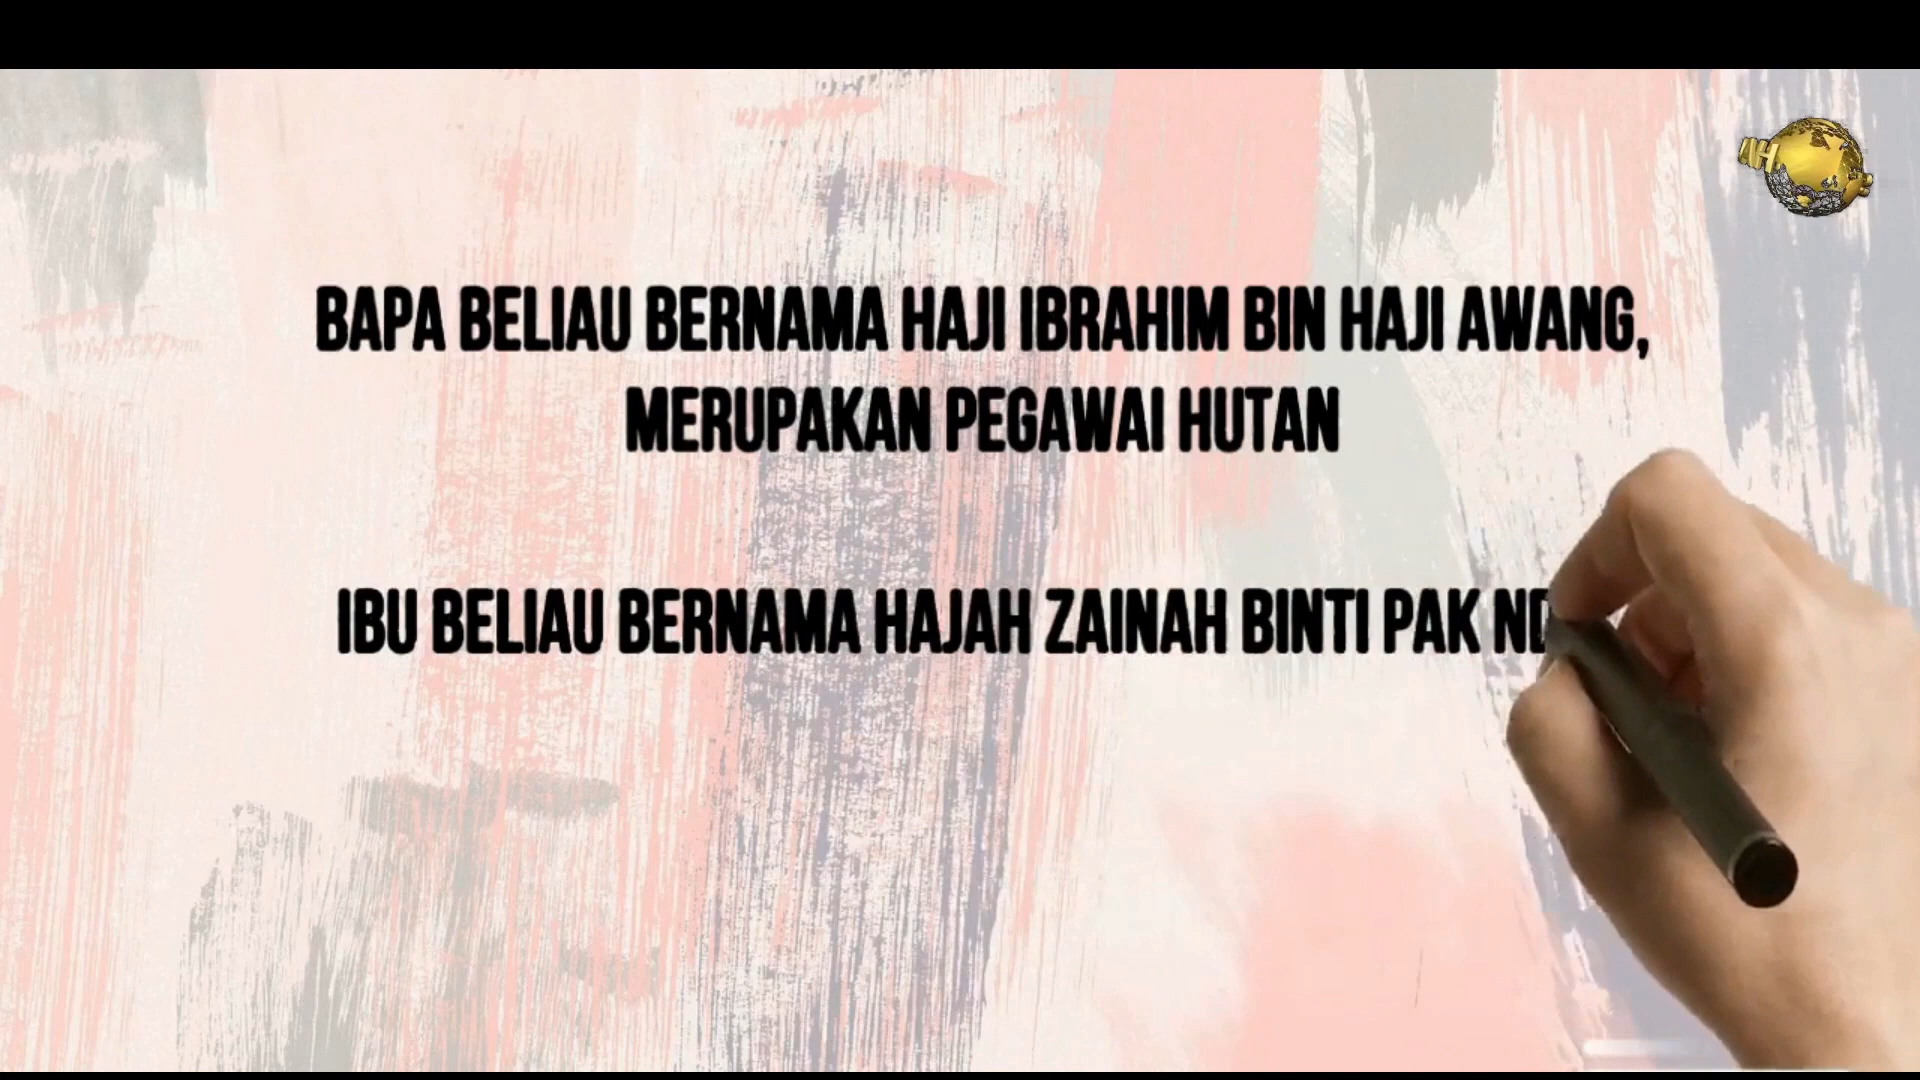 BAPA BELIAU BERNAMA HAJI IBRAHIM BIN HAJI AWANG,
MERUPAKAN PEGAWAI HUTAN
IBU BELIAU BERNAMA HAJAH ZAINAH BINTI PAK